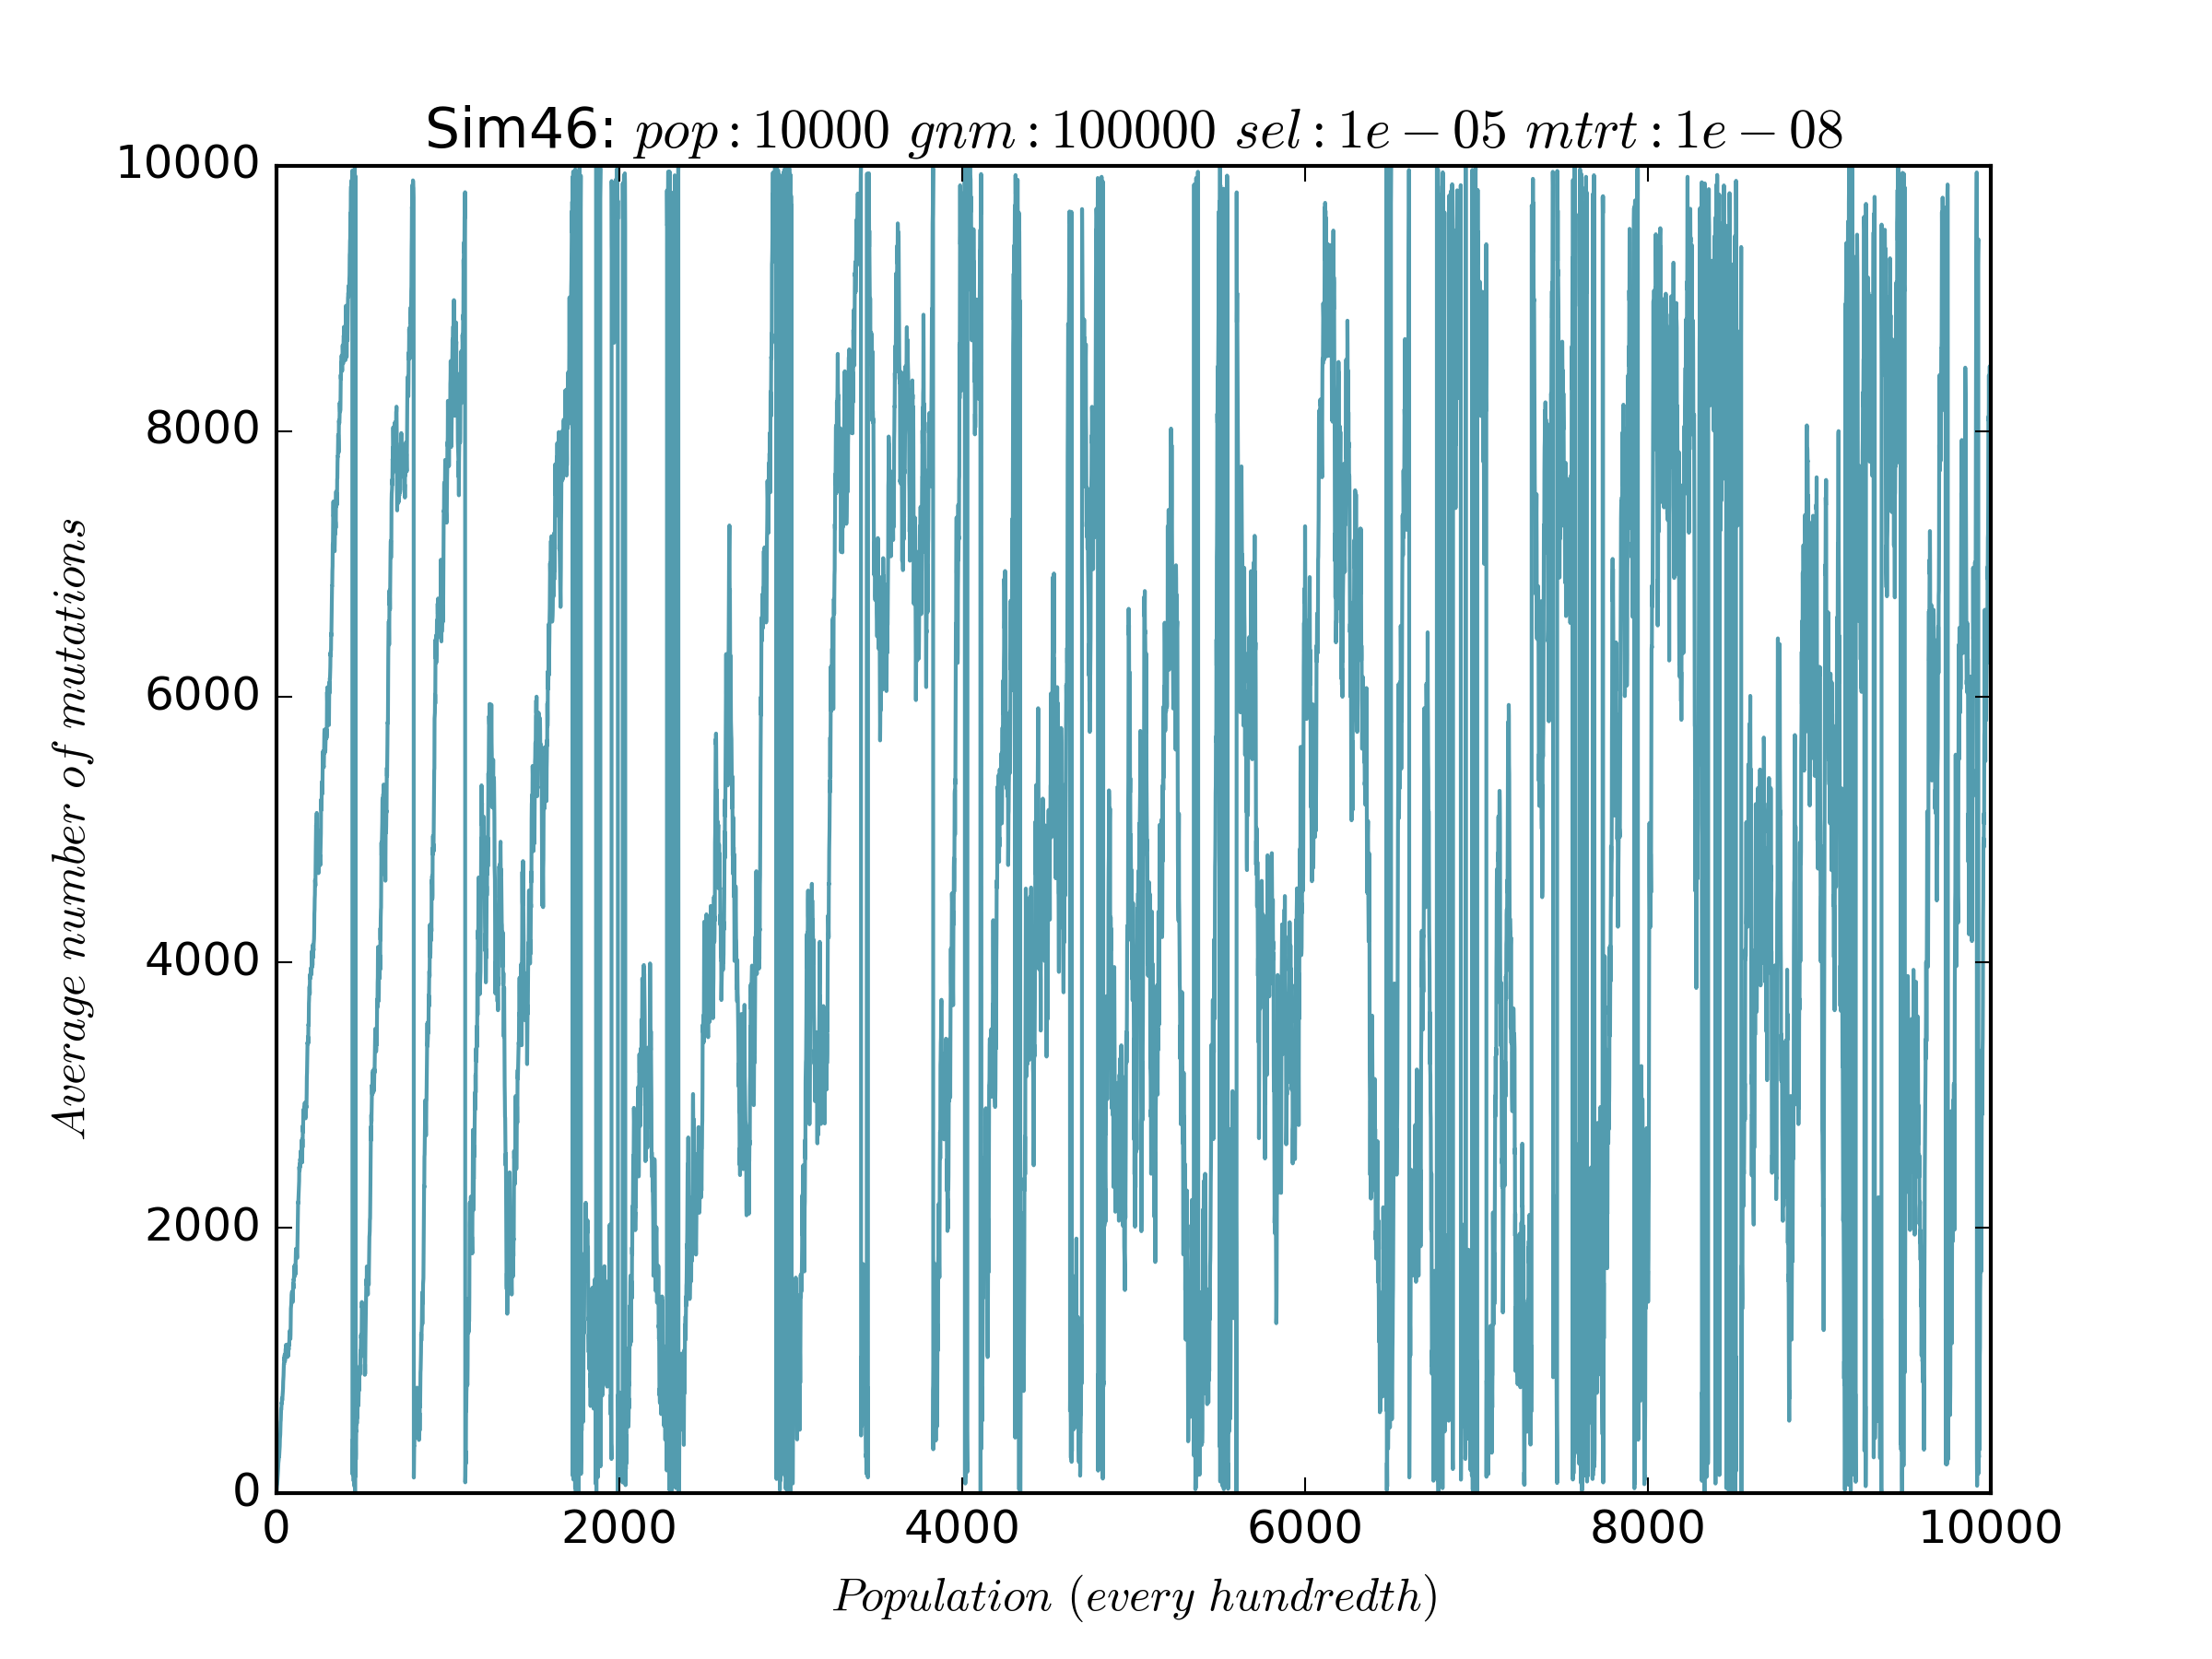 Sim46: pop : 10000 gnm : 100000 sel : 1e − 05 mtrt : 1e − 08
10000
8000
6000
4000
2000
0
Average number of mutations
0 2000 4000 6000 8000 10000
Population (every hundredth)